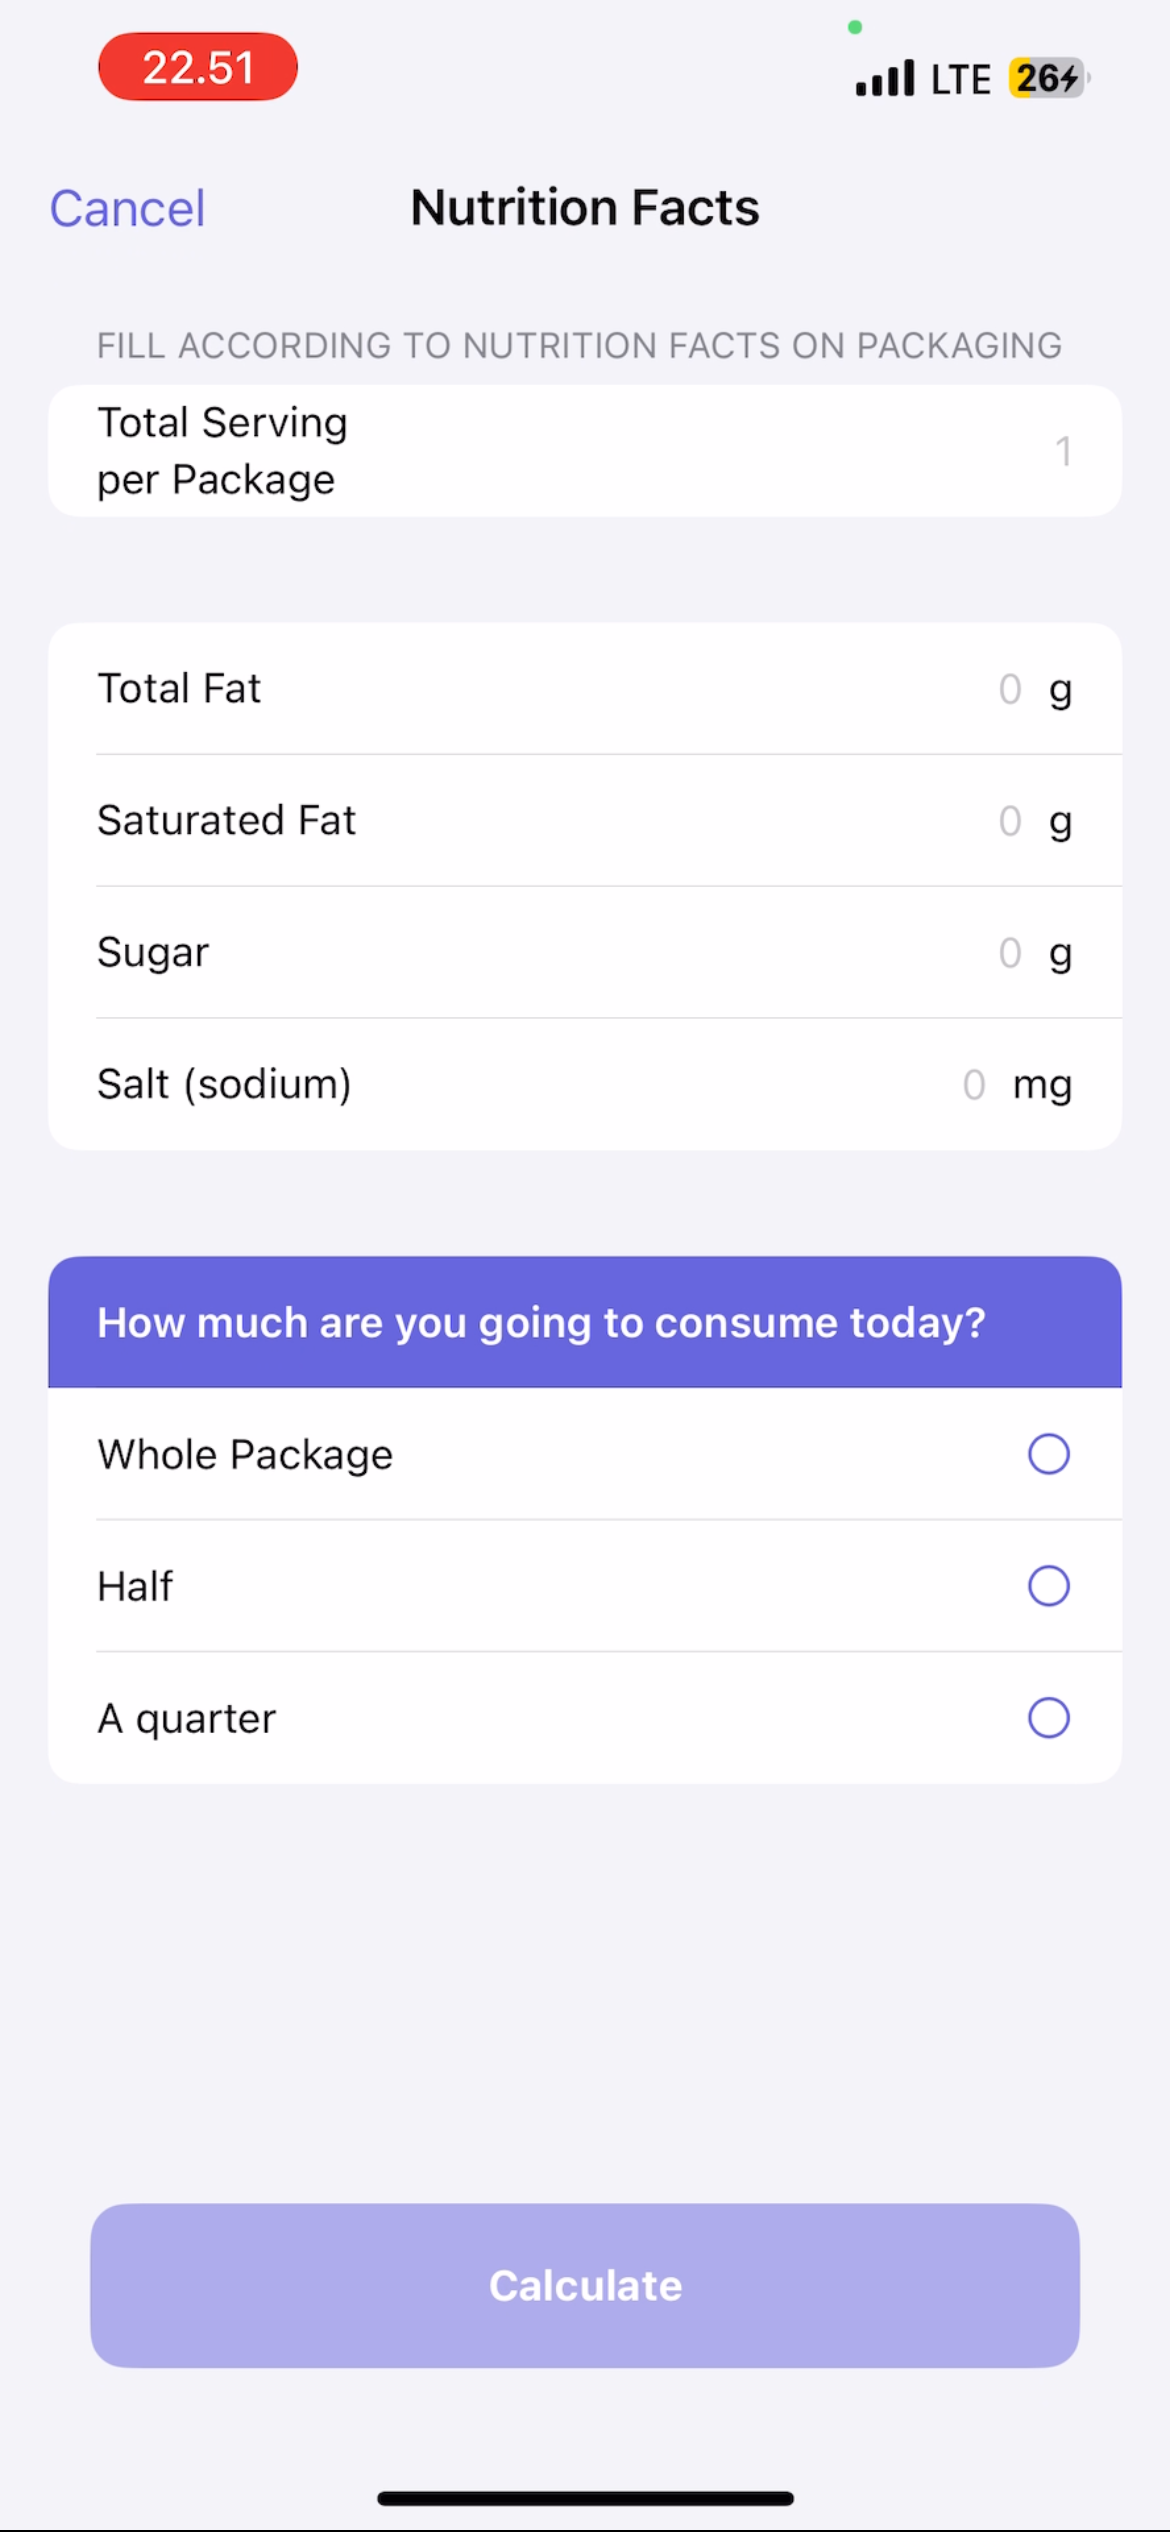 22.51
LTE 26
Cancel Nutrition Facts
FILL ACCORDING TO NUTRITION FACTS ON PACKAGING
Total Serving
per Package 1
Total Fat 0 g
Saturated Fat 0 g
Sugar 0 g
Salt (sodium) 0 mg
How much are you going to consume today?
Whole Package
Half
A quarter
Calculate